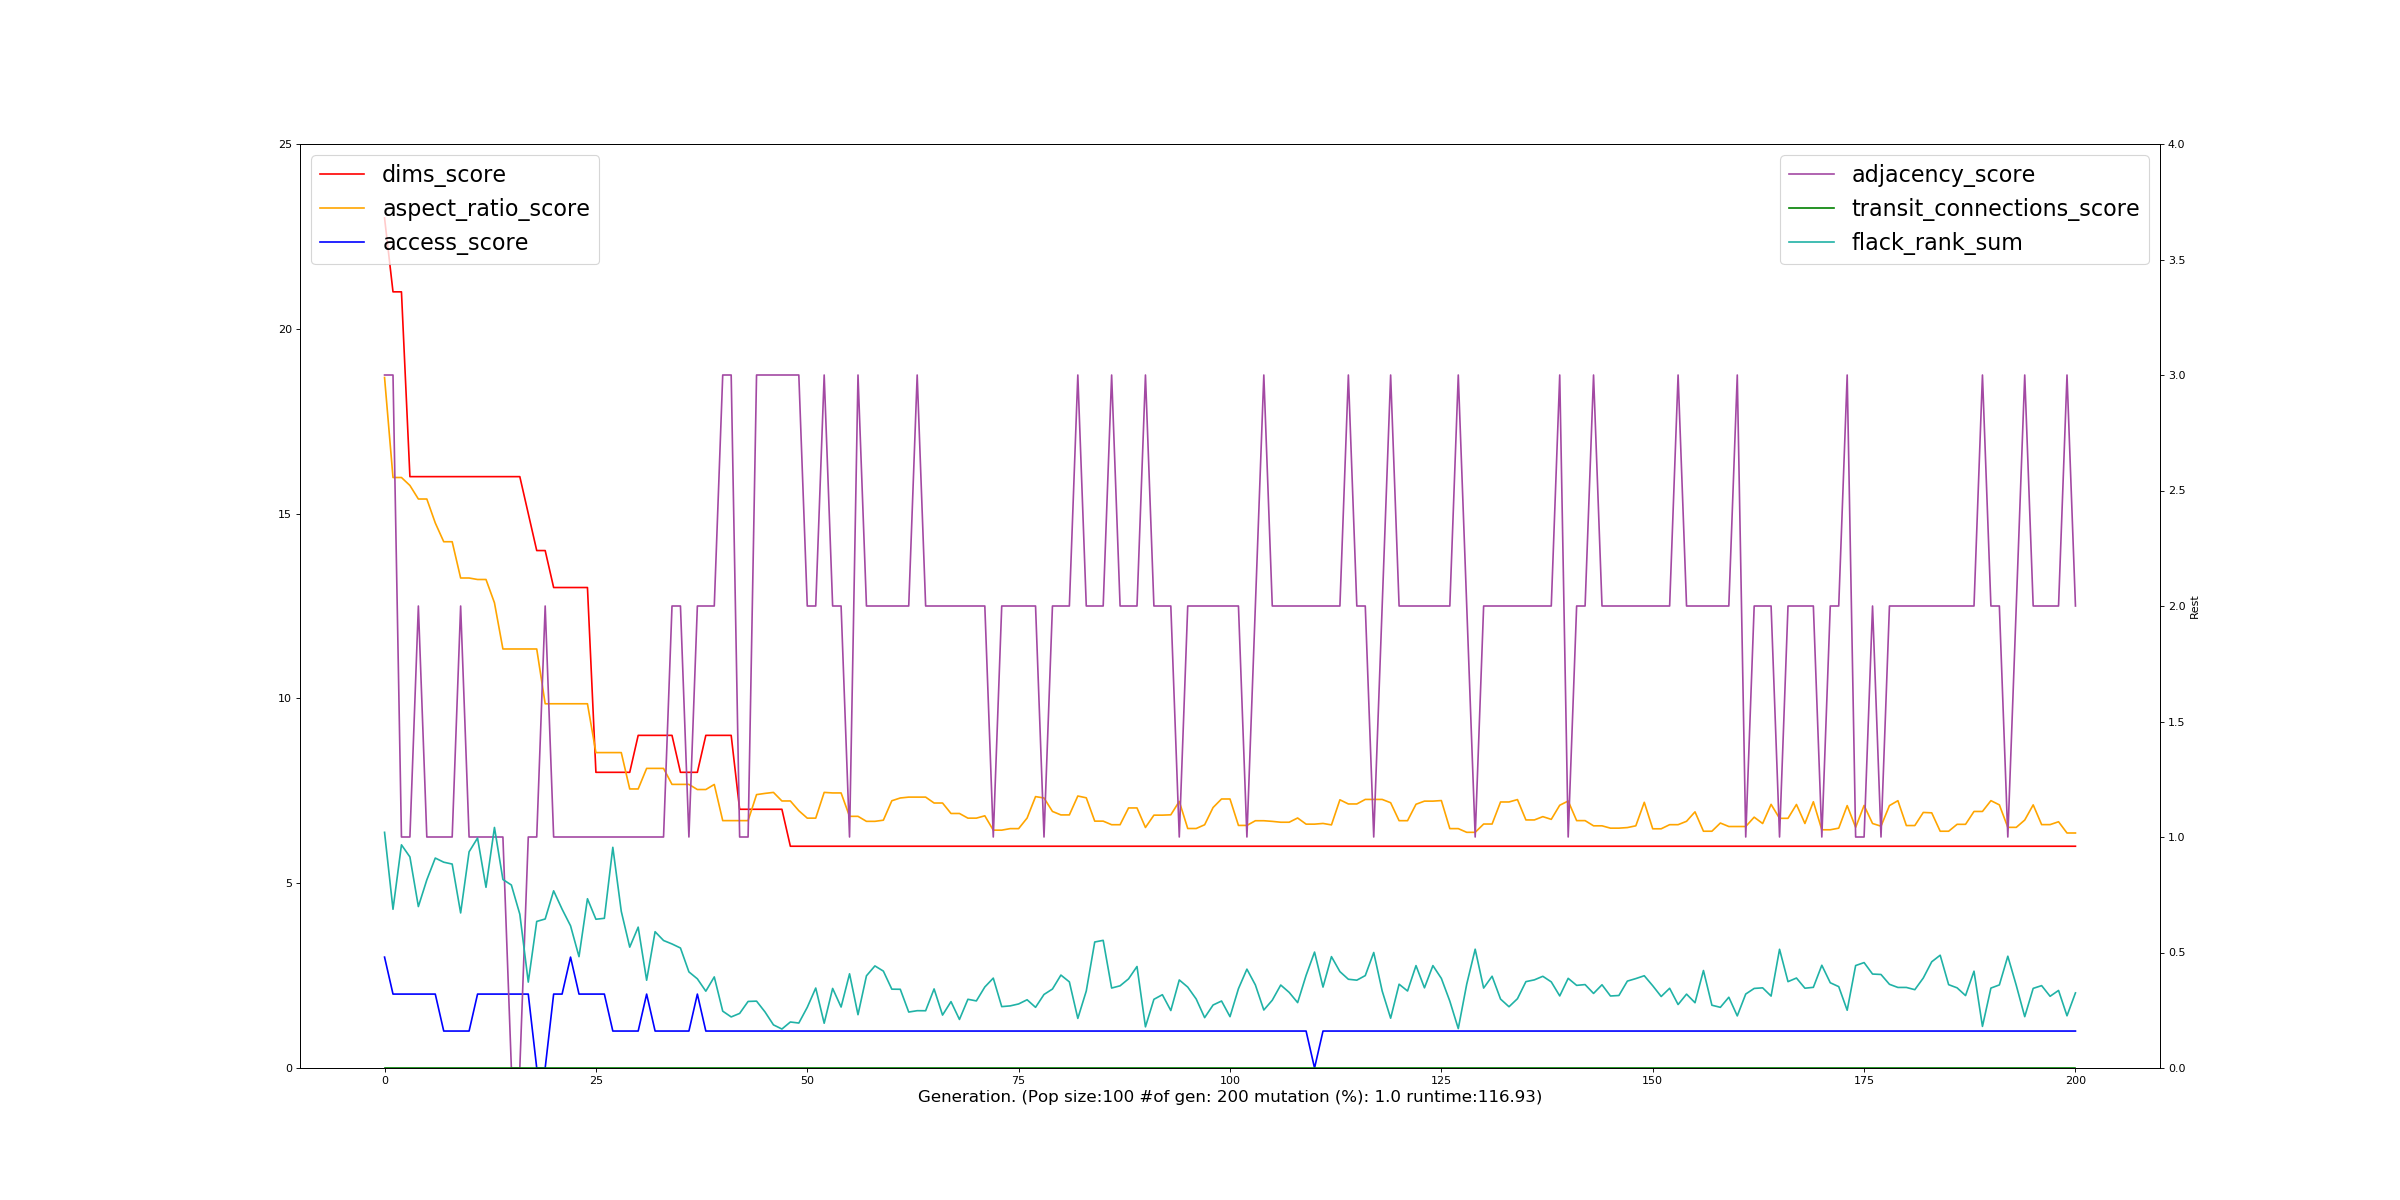 dims_score
aspect_ratio_score
access_score
adjacency_score
transit_connections_score
flack_rank_sum
25
20
15
10
5
0
4.0
3.5
3.0
2.5
2.0
1.5
1.0
0.5
0.0
Rest
0 25 50 75 100 125 150 175 200
Generation. (Pop size:100 #of gen: 200 mutation (%): 1.0 runtime:116.93)